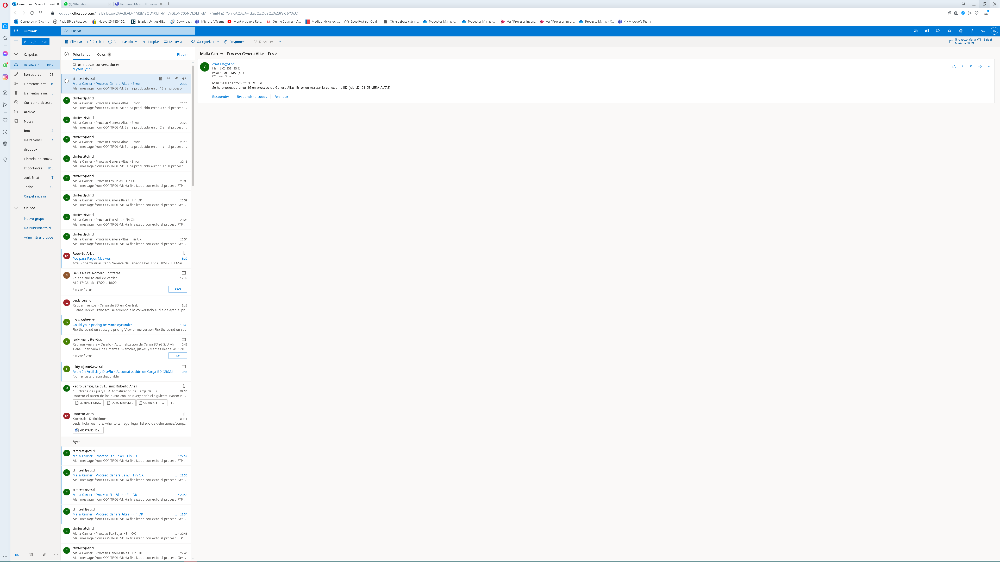 Correo: Juan Silva - Outlool
(1) WhatsApp
Reunión | Microsoft Teams
outlook.office365.com/mail/inbox/id/
Correo: Juan Silva -...
Pack SIP de Autoco...
Nuevo 20-180X100...
Estados Unidos (EE...
Downloads
Microsoft Teams
Montando una Red...
Online Courses - A...
Medidor de velocid...
Speedtest por Ookl...
Chile debuta este m...
Proyectos Mallas -...
Proyectos Mallas -...
Ver "Procesos Incon...
Ver "Procesos incon...
Proyecto Mallas - O...
(1) Microsoft Teams
Outlook
Buscar
JS
Mensaje nuevo
Eliminar
Archivo
No deseado
Limpiar
Mover a
Categorizar
Posponer
Deshacer
[Proyecto Malla M1] - Sala d
Mañana 08:30
Carpetas
Bandeja d... 3062
Borradores 98
Elementos env... 11
Elementos elim... 6
Correo no desea...
Archivo
Notas
bmc 4
Destacados 1
dropbox
Historial de conv...
Importantes 803
Junk Email 7
Todos 160
Carpeta nueva
Grupos
Nuevo grupo
Descubrimiento d...
Administrar grupos
Prioritarios
Otros 1
Filtrar
Otros: nuevas conversaciones
MyAnalytics
ctmtest@vtr.cl
Malla Carrier - Proceso Genera Altas - Error 20:32
Mail message from CONTROL-M: Se ha producido error 16 en proceso ...
C
ctmtest@vtr.cl
Malla Carrier - Proceso Genera Altas - Error 20:25
Mail message from CONTROL-M: Se ha producido error 3 en el proceso ...
C
ctmtest@vtr.cl
Malla Carrier - Proceso Genera Altas - Error 20:20
Mail message from CONTROL-M: Se ha producido error 2 en el proceso ...
C
ctmtest@vtr.cl
Malla Carrier - Proceso Genera Altas - Error 20:16
Mail message from CONTROL-M: Se ha producido error 1 en el proceso ...
C
ctmtest@vtr.cl
Malla Carrier - Proceso Genera Altas - Error 20:13
Mail message from CONTROL-M: Se ha producido error 1 en el proceso ...
C
ctmtest@vtr.cl
Malla Carrier - Proceso Ftp Bajas - Fin OK 20:09
Mail message from CONTROL-M: Ha finalizado con exito el proceso FTP ...
C
ctmtest@vtr.cl
Malla Carrier - Proceso Genera Bajas - Fin OK 20:09
Mail message from CONTROL-M: Ha finalizado con exito el proceso Gen...
C
ctmtest@vtr.cl
Malla Carrier - Proceso Ftp Altas - Fin OK 20:05
Mail message from CONTROL-M: Ha finalizado con exito el proceso FTP ...
C
ctmtest@vtr.cl
Malla Carrier - Proceso Genera Altas - Fin OK 20:04
Mail message from CONTROL-M: Ha finalizado con exito el proceso Gen...
RA
Roberto Arias
Ppt para Pagos Masivos 18:22
Atte, Roberto Arias Carlo Gerente de Servicios Cel: +569 8829 2381 Mail: ...
D
Denis Nairel Romero Contreras
Prueba end to end de carrier 111 17:39
Mié 17-02, 'de' 17:00 a 18:00
Sin conflictos
RSVP
LL
Leidy Lujano
Requerimientos - Carga de BD en Xpertrak 15:26
Buenas Tardes Francisco De acuerdo a lo conversado el dia de ayer, el pr...
BS
BMC Software
Could your pricing be more dynamic? 13:40
Flip the script on strategic pricing View online version Flip the script on st...
L
leidy.lujano@e.vtr.cl
Reunión Análisis y Diseño - Automatización de Carga BD (GIS/UIM) 10:43
Tiene lugar cada lunes, martes, miércoles, jueves y viernes desde las 12:0...
Sin conflictos
RSVP
L
leidy.lujano@e.vtr.cl
Reunión Análisis y Diseño - Automatización de Carga BD (GIS/U... 10:43
No hay vista previa disponible.
PB
Pedro Barrios; Leidy Lujano; Roberto Arias
Entrega de Querys - Automatización de Carga de BD 09:55
Roberto el pareo de los punto con los query sería el siguiente: Pareo: Pu...
Query Dir Gis.s...
Query Mac CM...
QUERY XPERT ...
+2
RA
Roberto Arias
Xpertrak - Definiciones 09:11
Leidy, hola buen día. Adjunto te hago llegar listado de definiciones/comp...
XPERTRAK - De...
Ayer
C
ctmtest@vtr.cl
Malla Carrier - Proceso Ftp Bajas - Fin OK Lun 22:57
Mail message from CONTROL-M: Ha finalizado con exito el proceso FTP ...
C
ctmtest@vtr.cl
Malla Carrier - Proceso Genera Bajas - Fin OK Lun 22:56
Mail message from CONTROL-M: Ha finalizado con exito el proceso Gen...
C
ctmtest@vtr.cl
Malla Carrier - Proceso Ftp Altas - Fin OK Lun 22:55
Mail message from CONTROL-M: Ha finalizado con exito el proceso FTP ...
C
ctmtest@vtr.cl
Malla Carrier - Proceso Genera Altas - Fin OK Lun 22:54
Mail message from CONTROL-M: Ha finalizado con exito el proceso Gen...
C
ctmtest@vtr.cl
Malla Carrier - Proceso Ftp Bajas - Fin OK Lun 22:48
Mail message from CONTROL-M: Ha finalizado con exito el proceso FTP ...
C
ctmtest@vtr.cl
Malla Carrier - Proceso Genera Bajas - Fin OK Lun 22:46
Mail message from CONTROL-M: Ha finalizado con exito el proceso Gen...
Malla Carrier - Proceso Genera Altas - Error
C
ctmtest@vtr.cl
Mar 16-02-2021 20:32
Para: CTMERRMAIL_OPER
CC: Juan Silva
Mail message from CONTROL-M:
Se ha producido error 16 en proceso de Genera Altas: Error en realizar la conexion a BD (job LDI_01_GENERA_ALTAS)
Responder
Responder a todos
Reenviar